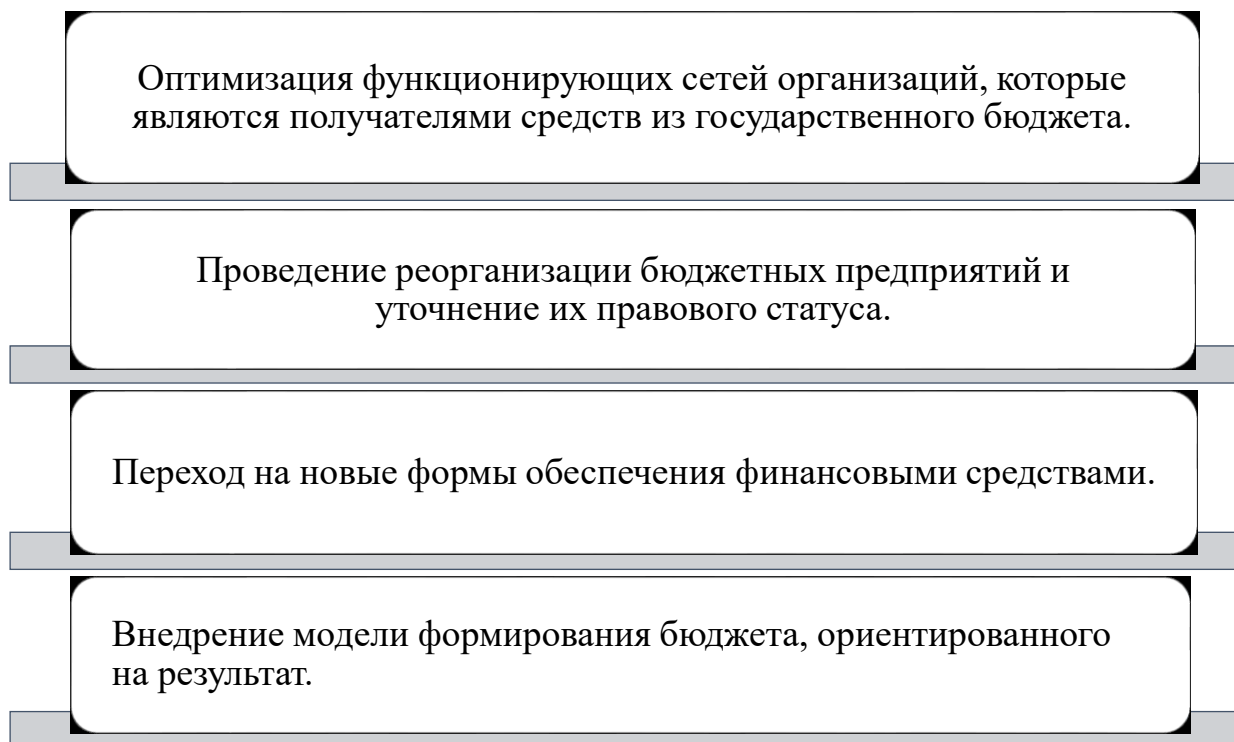 Оптимизация функционирующих сетей организаций, которые
являются получателями средств из государственного бюджета.
Проведение реорганизации бюджетных предприятий и
уточнение их правового статуса.
Переход на новые формы обеспечения финансовыми средствами.
Внедрение модели формирования бюджета, ориентированного
на результат.